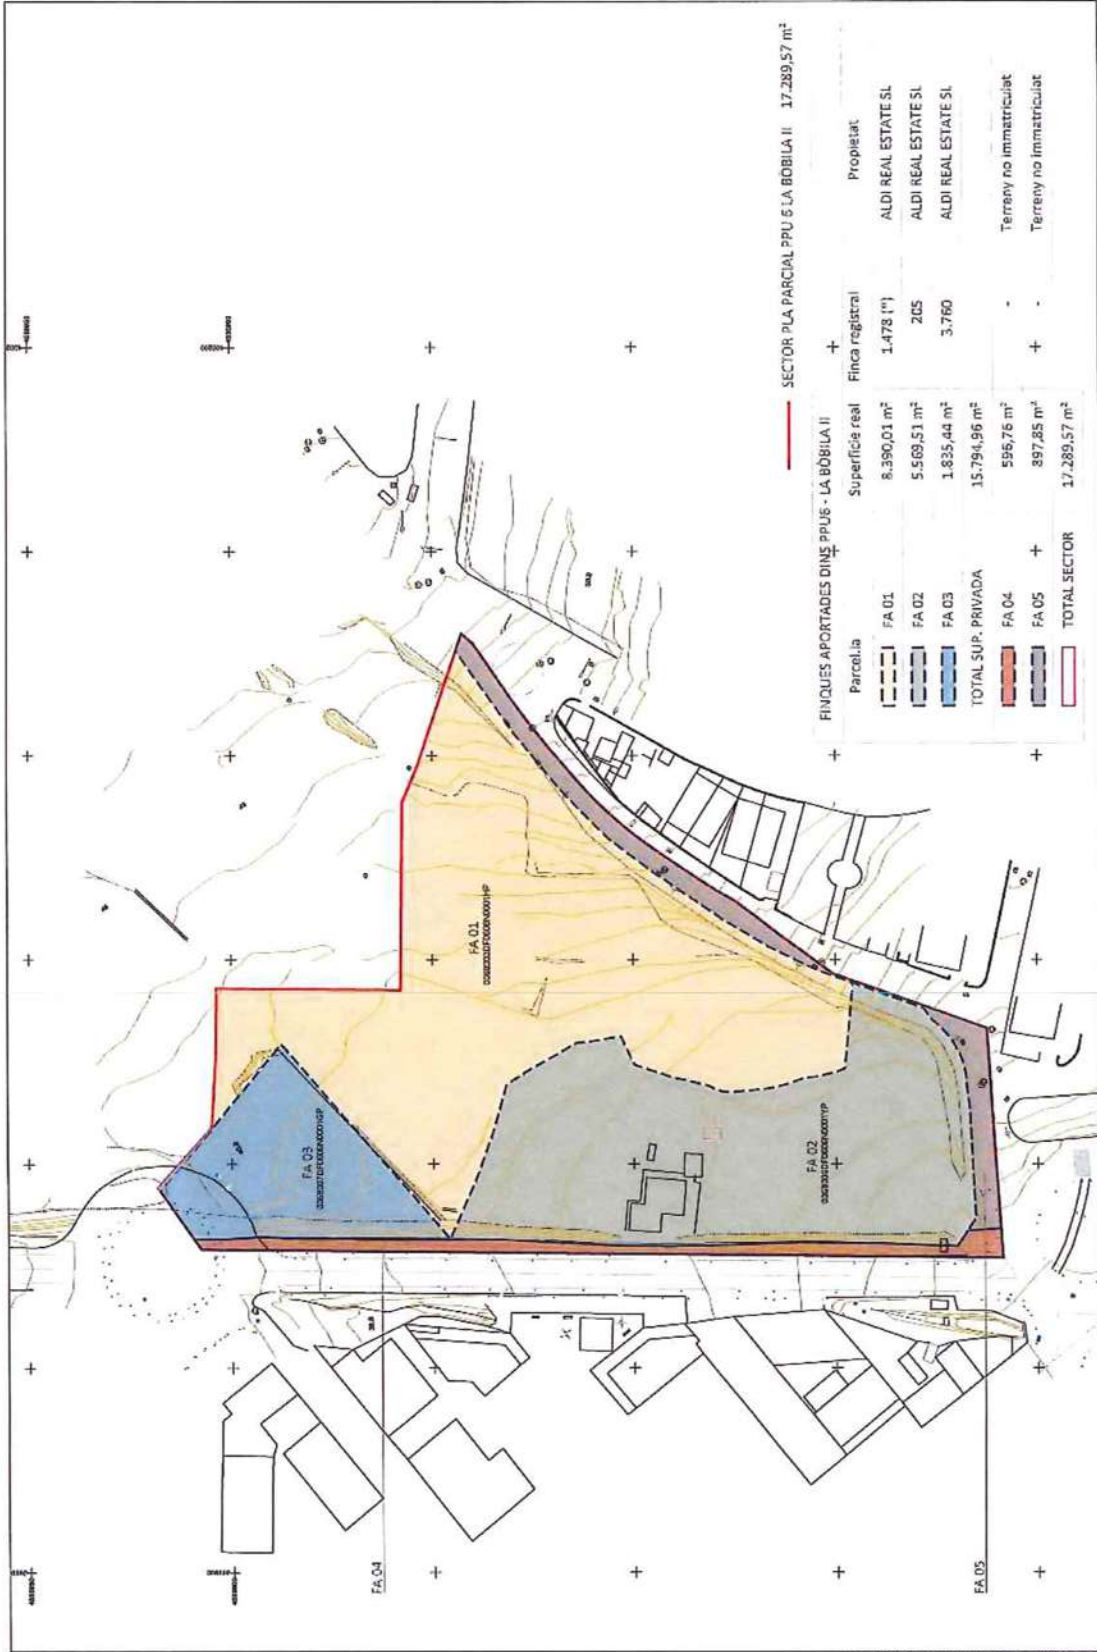 SECTOR PLA PARCIAL PPU 6 LA BÒBILA II 17.289,57 m²
FINQUES APORTADES DINS PPU6 - LA BÒBILA II
Parcel.la Superfície real Finca registral Propietat
FA 01 8.390,01 m² 1.478 (*) ALDI REAL ESTATE SL
FA 02 5.569,51 m² 205 ALDI REAL ESTATE SL
FA 03 1.835,44 m² 3.760 ALDI REAL ESTATE SL
TOTAL SUP. PRIVADA 15.794,96 m²
FA 04 596,76 m² - Terreny no immatriculat
FA 05 897,85 m² - Terreny no immatriculat
TOTAL SECTOR 17.289,57 m²
FA 01
FA 03
FA 02
FA 04
FA 05